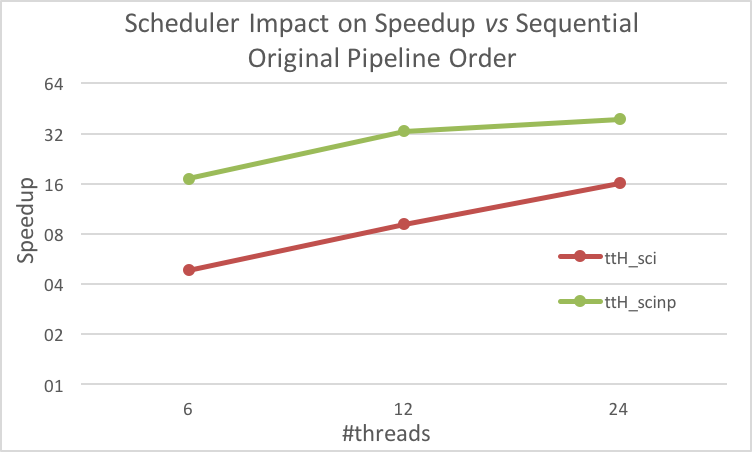 Scheduler Impact on Speedup vs Sequential
Original Pipeline Order
64
32
16
08
04
02
01
Speedup
ttH_sci
ttH_scinp
6 12 24
#threads